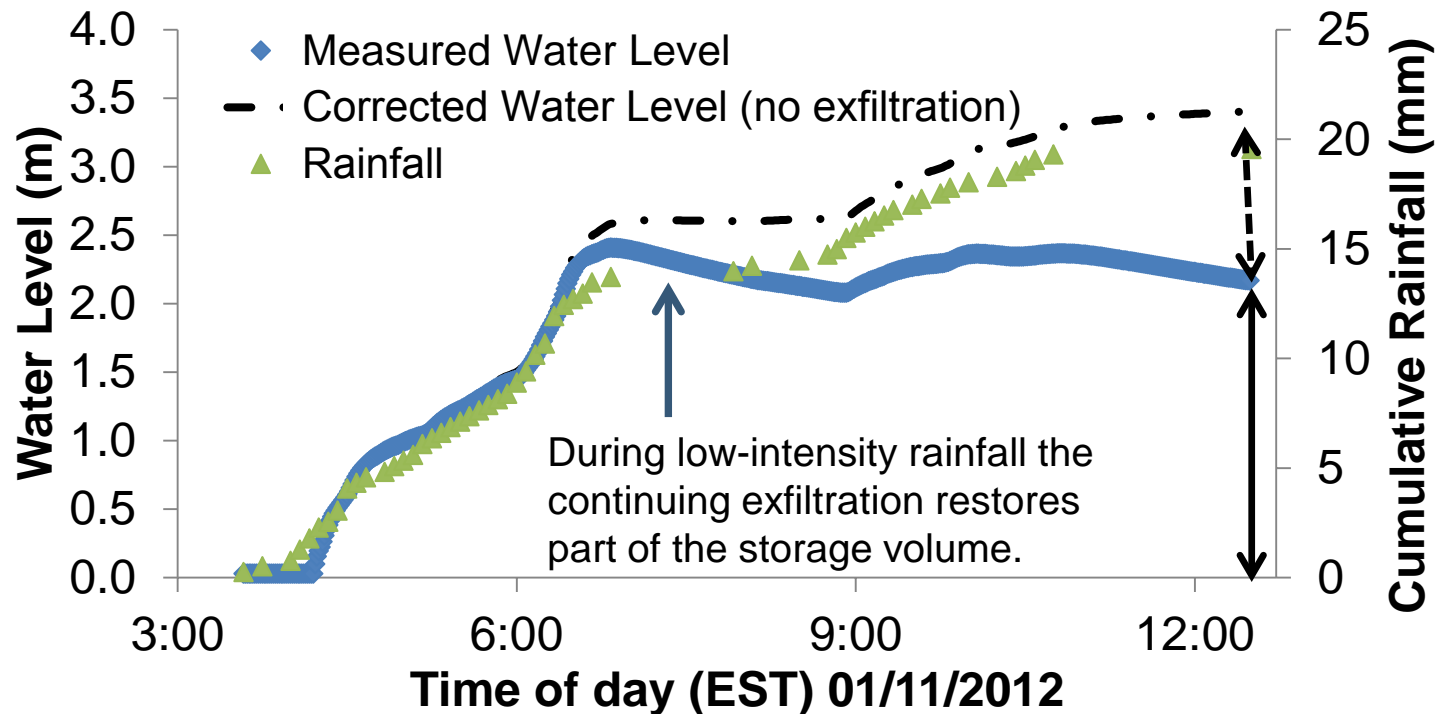 Water Level (m)
4.0
3.5
3.0
2.5
2.0
1.5
1.0
0.5
0.0
Measured Water Level
Corrected Water Level (no exfiltration)
Rainfall
During low-intensity rainfall the
continuing exfiltration restores
part of the storage volume.
25
20
15
10
5
0
Cumulative Rainfall (mm)
3:00
6:00
9:00
12:00
Time of day (EST) 01/11/2012